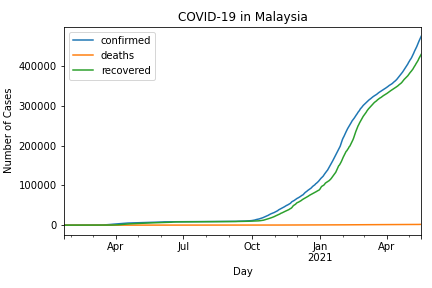 COVID-19 in Malaysia
confirmed
deaths
recovered
Number of Cases
400000
300000
200000
100000
0
Apr
Jul
Oct
Jan
2021
Apr
Day